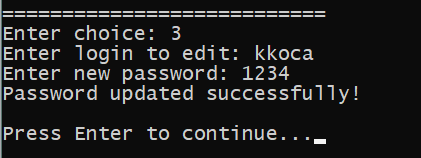 ===========================
Enter choice: 3
Enter login to edit: kkoca
Enter new password: 1234
Password updated successfully!
Press Enter to continue...